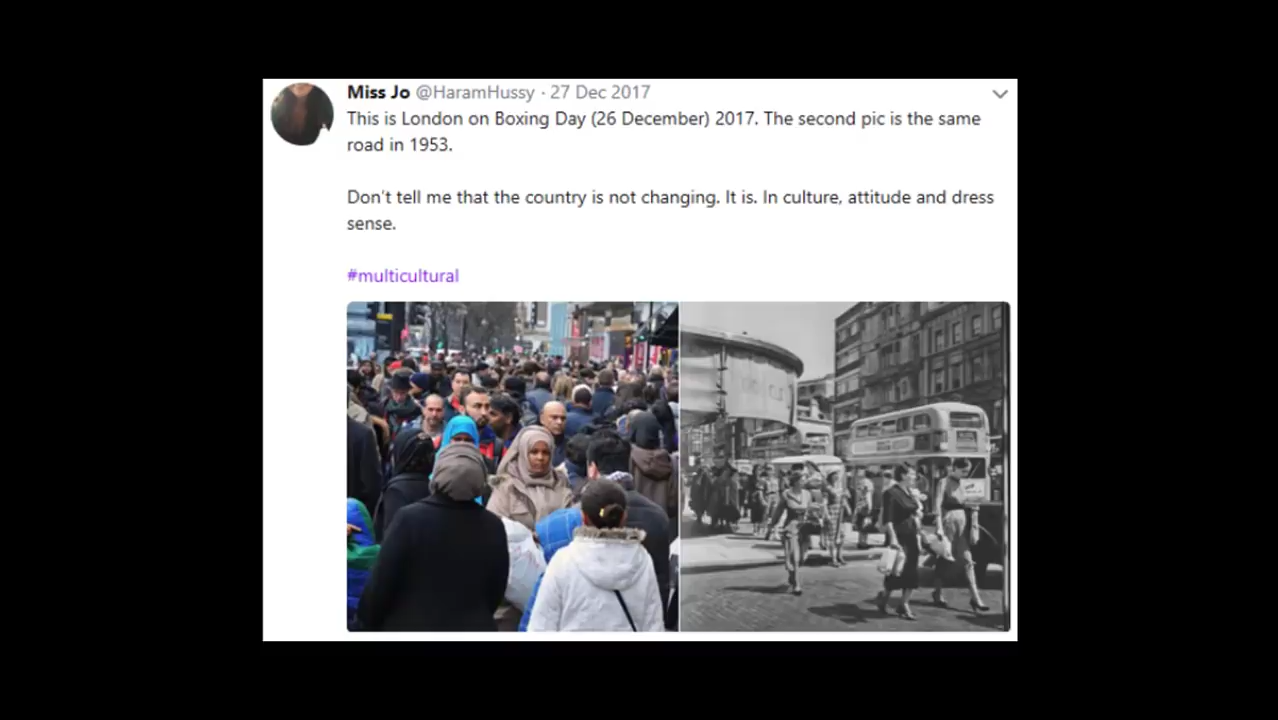 Miss Jo @HaramHussy · 27 Dec 2017
This is London on Boxing Day (26 December) 2017. The second pic is the same
road in 1953.
Don't tell me that the country is not changing. It is. In culture, attitude and dress
sense.
#multicultural